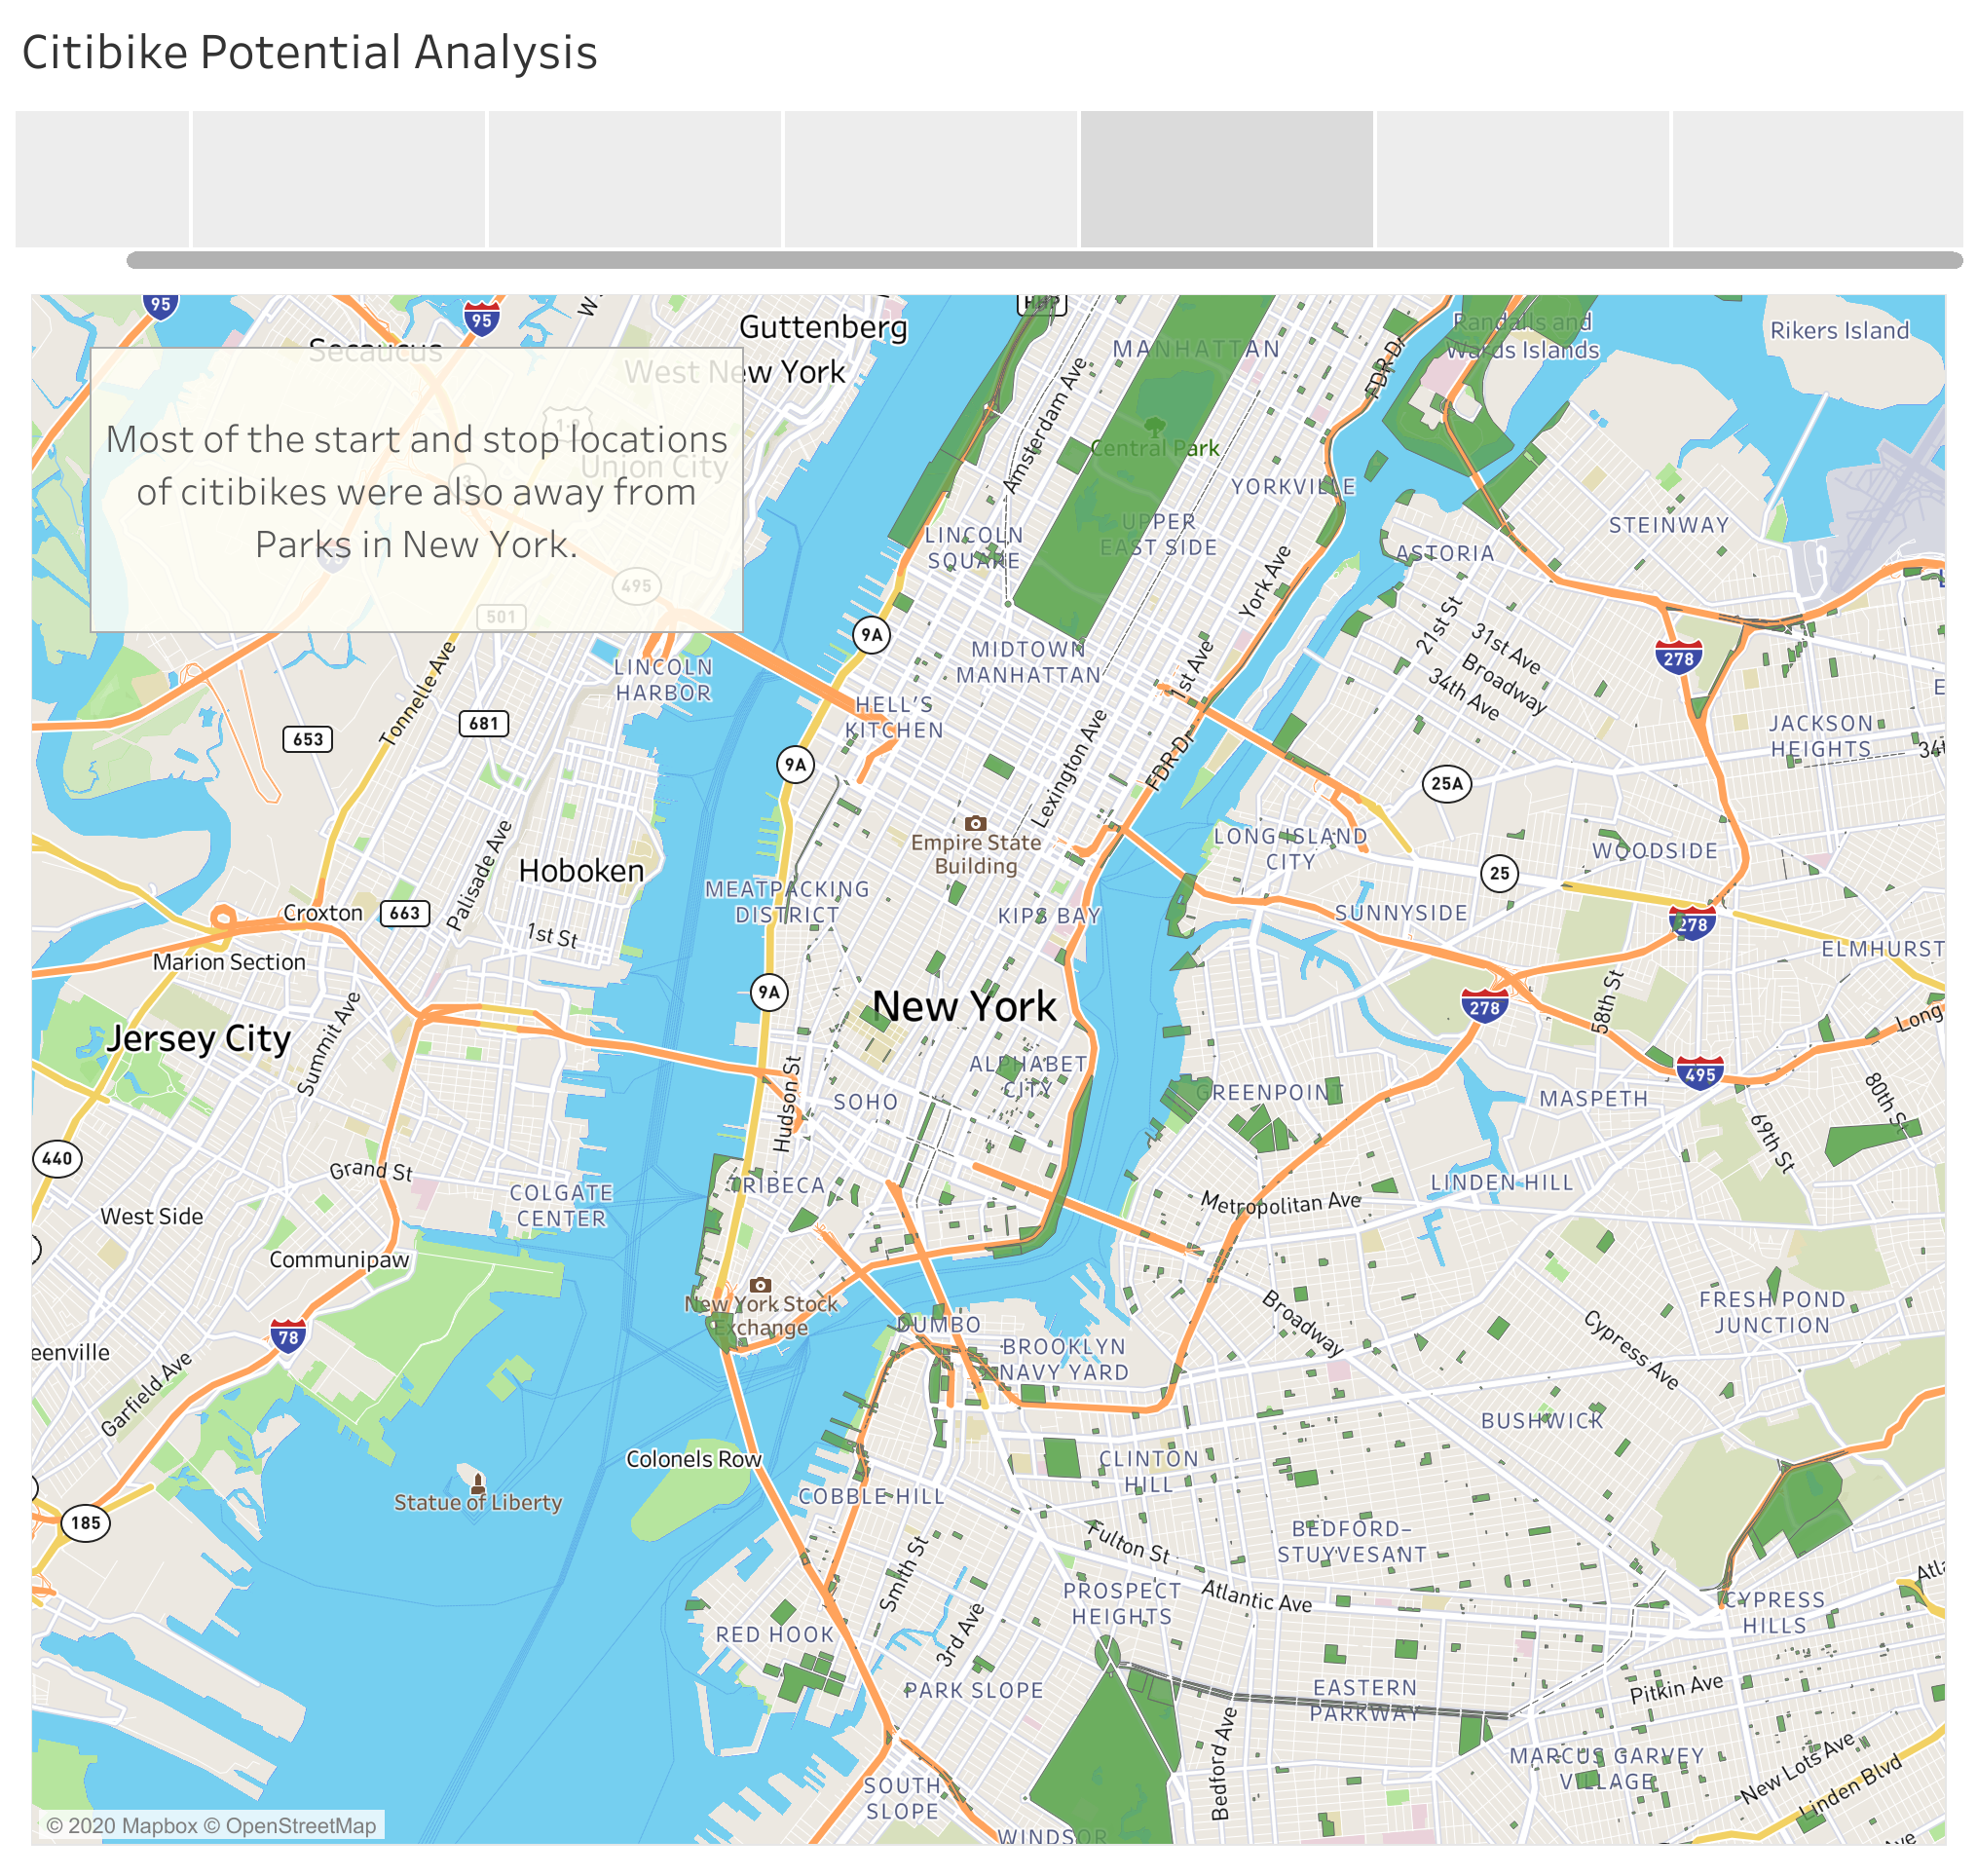 Citibike Potential Analysis
95
95
HHP
Guttenberg
Secaucus
West New York
MANHATTAN
Randalls and
Wards Islands
Rikers Island
FDR Dr
Amsterdam Ave
1-9
Most of the start and stop locations
of citibikes were also away from
Parks in New York.
Union City
3
95
495
501
Central Park
YORKVILLE
LINCOLN
SQUARE
UPPER
EAST SIDE
STEINWAY
ASTORIA
York Ave
21st St
31st Ave
Broadway
34th Ave
9A
MIDTOWN
MANHATTAN
1st Ave
278
LINCOLN
HARBOR
Tonnelle Ave
681
653
HELL'S
KITCHEN
9A
Lexington Ave
FDR Dr
25A
JACKSON
HEIGHTS
Empire State
Building
LONG ISLAND
CITY
WOODSIDE
25
Hoboken
Palisade Ave
MEATPACKING
DISTRICT
KIPS BAY
SUNNYSIDE
278
ELMHURST
Croxton
663
1st St
Marion Section
9A
New York
278
58th St
Long
Jersey City
Summit Ave
ALPHABET
CITY
495
Hudson St
SOHO
GREENPOINT
MASPETH
80th St
69th St
440
Grand St
TRIBECA
COLGATE
CENTER
Metropolitan Ave
LINDEN HILL
West Side
Communipaw
New York Stock
Exchange
78
eenville
Garfield Ave
DUMBO
BROOKLYN
NAVY YARD
Broadway
Cypress Ave
FRESH POND
JUNCTION
BUSHWICK
Colonels Row
CLINTON
HILL
COBBLE HILL
Statue of Liberty
185
Smith St
Fulton St
BEDFORD-
STUYVESANT
PROSPECT
HEIGHTS
Atlantic Ave
Atla
CYPRESS
HILLS
RED HOOK
3rd Ave
PARK SLOPE
EASTERN
PARKWAY
Pitkin Ave
Bedford Ave
MARCUS GARVEY
VILLAGE
New Lots Ave
Linden Blvd
SOUTH
SLOPE
WINDSOR
© 2020 Mapbox © OpenStreetMap